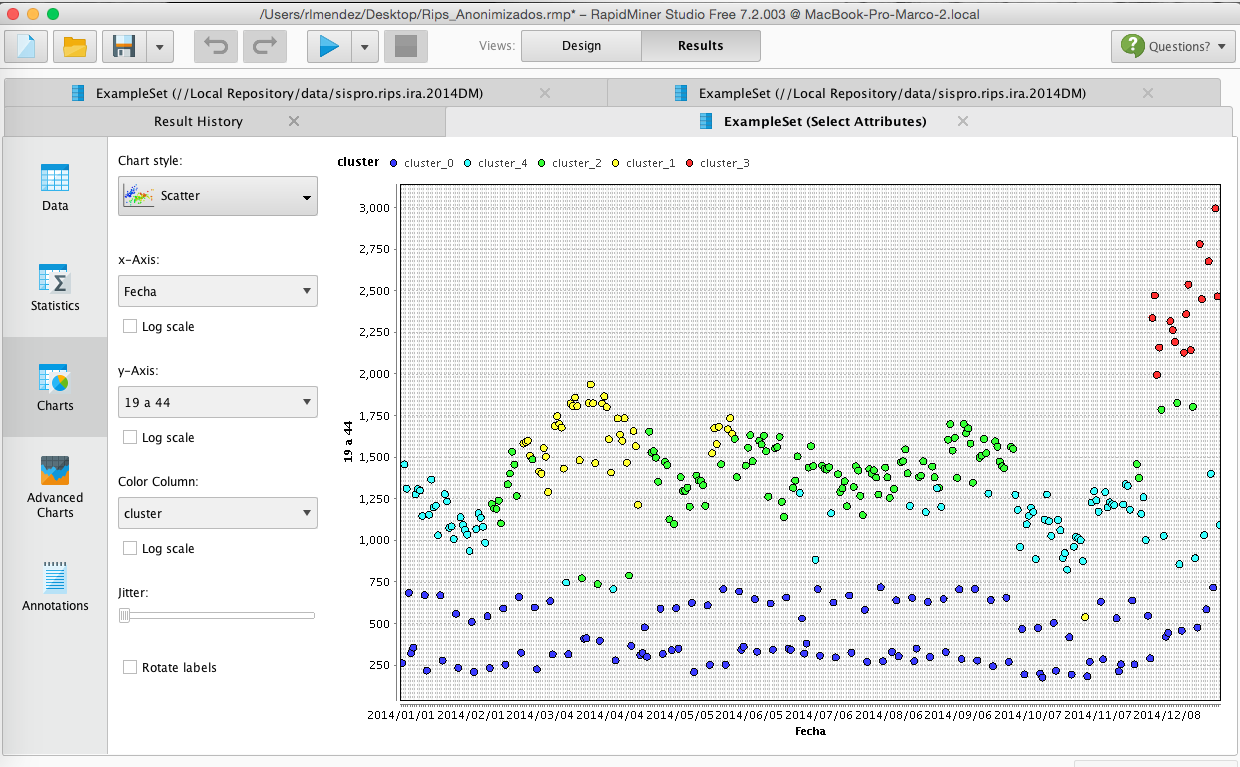 /Users/rlmendez/Desktop/Rips_Anonimizados.rmp* – RapidMiner Studio Free 7.2.003 @ MacBook-Pro-Marco-2.local
Views: Design Results Questions?
ExampleSet (//Local Repository/data/sispro.rips.ira.2014DM) ExampleSet (//Local Repository/data/sispro.rips.ira.2014DM)
Result History ExampleSet (Select Attributes)
Data
Statistics
Charts
Advanced
Charts
Annotations
Chart style:
Scatter
x-Axis:
Fecha
Log scale
y-Axis:
19 a 44
Log scale
Color Column:
cluster
Log scale
Jitter:
Rotate labels
cluster cluster_0 cluster_4 cluster_2 cluster_1 cluster_3
3,000
2,750
2,500
2,250
2,000
1,750
1,500
1,250
1,000
750
500
250
19 a 44
2014/01/01 2014/02/01 2014/03/04 2014/04/04 2014/05/05 2014/06/05 2014/07/06 2014/08/06 2014/09/06 2014/10/07 2014/11/07 2014/12/08
Fecha